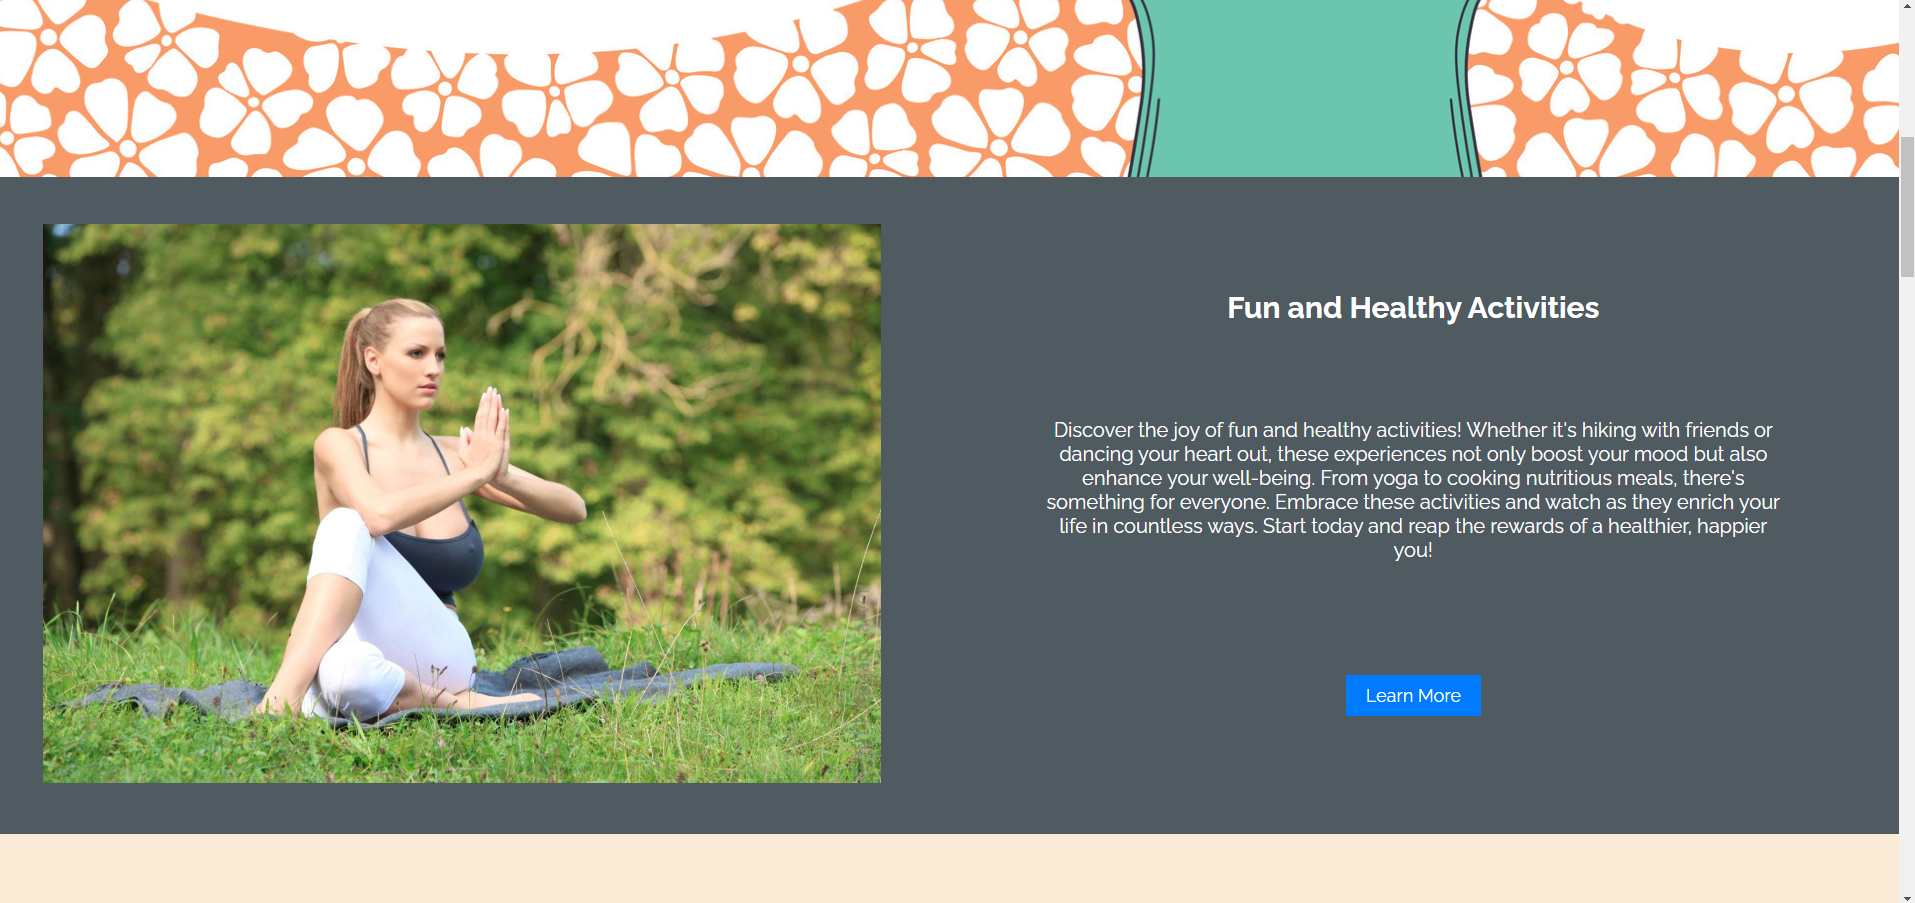 Fun and Healthy Activities
Discover the joy of fun and healthy activities! Whether it's hiking with friends or
dancing your heart out, these experiences not only boost your mood but also
enhance your well-being. From yoga to cooking nutritious meals, there's
something for everyone. Embrace these activities and watch as they enrich your
life in countless ways. Start today and reap the rewards of a healthier, happier
you!
Learn More